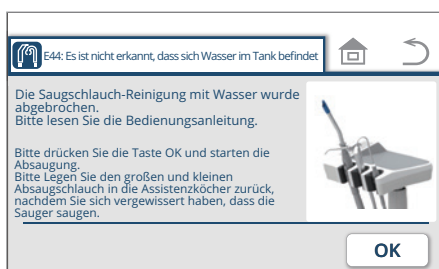 E44: Es ist nicht erkannt, dass sich Wasser im Tank befindet
Die Saugschlauch-Reinigung mit Wasser wurde
abgebrochen.
Bitte lesen Sie die Bedienungsanleitung.
Bitte drücken Sie die Taste OK und starten die
Absaugung.
Bitte Legen Sie den großen und kleinen
Absaugschlauch in die Assistenzköcher zurück,
nachdem Sie sich vergewissert haben, dass die
Sauger saugen.
OK